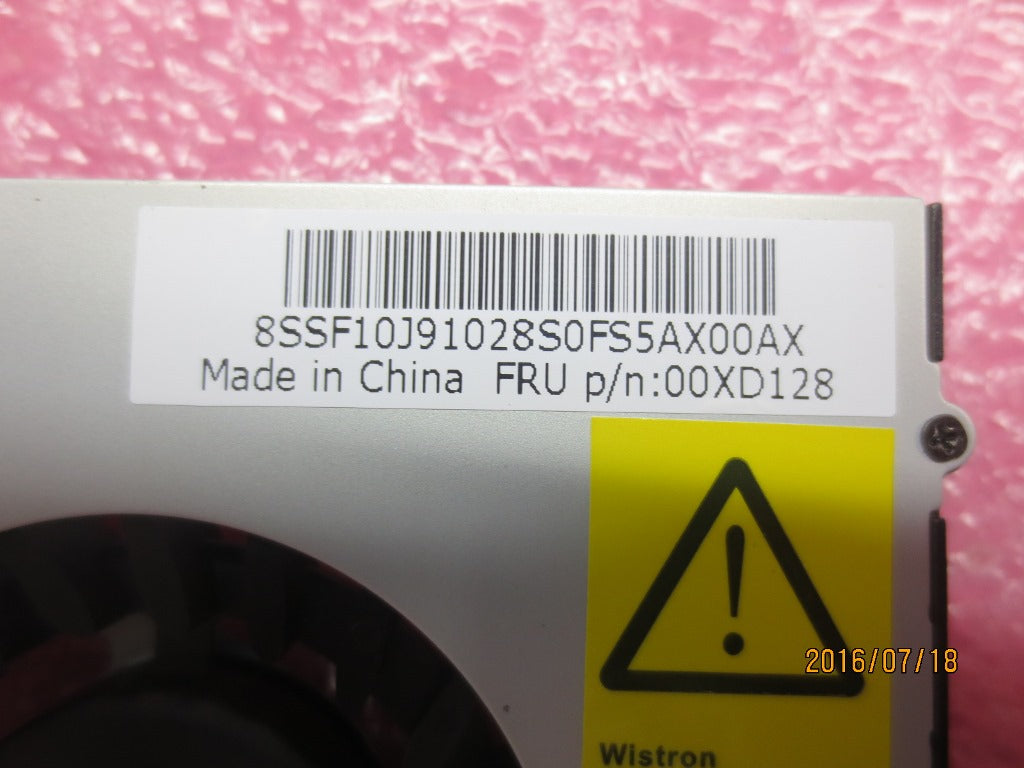 8SSF10J91028S0FS5AX00AX
Made in China FRU p/n:00XD128
2016/07/18
Wistron